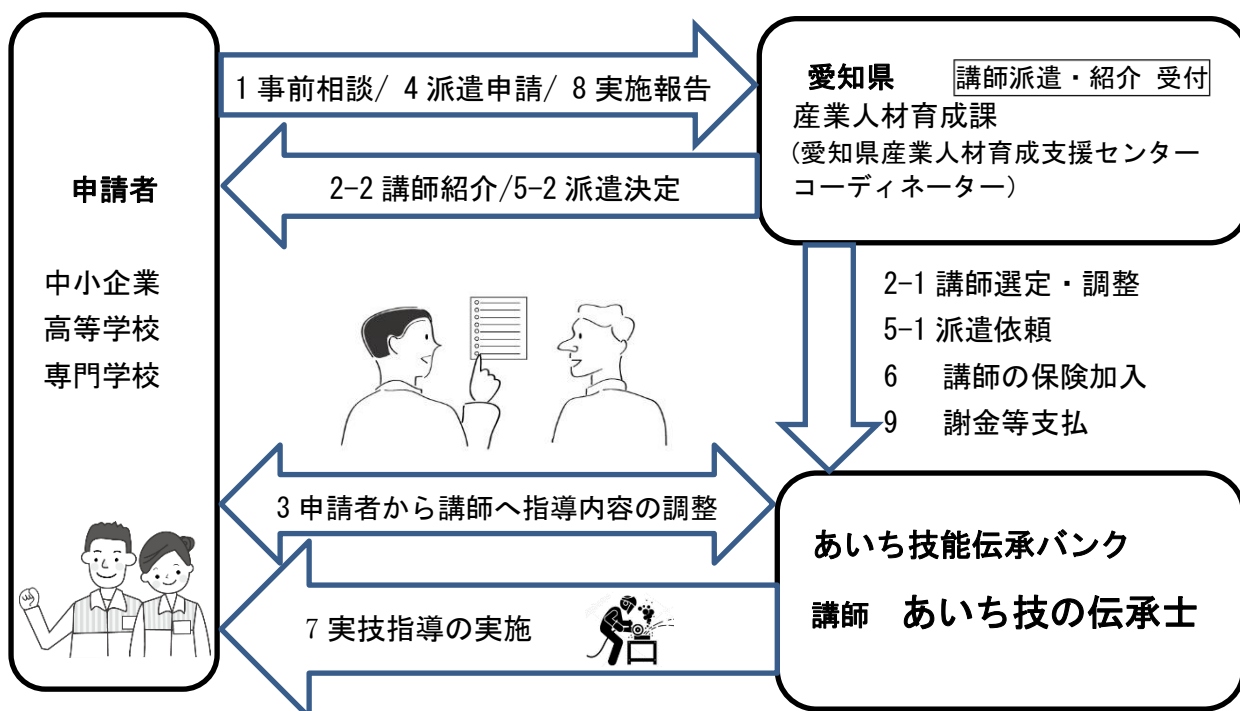 1 事前相談/ 4 派遣申請/ 8 実施報告
愛知県 講師派遣・紹介 受付
産業人材育成課
(愛知県産業人材育成支援センター
コーディネーター)
2-2 講師紹介/5-2 派遣決定
申請者
中小企業
高等学校
専門学校
2-1 講師選定・調整
5-1 派遣依頼
6 講師の保険加入
9 謝金等支払
3 申請者から講師へ指導内容の調整
あいち技能伝承バンク
講師 あいち技の伝承士
7 実技指導の実施